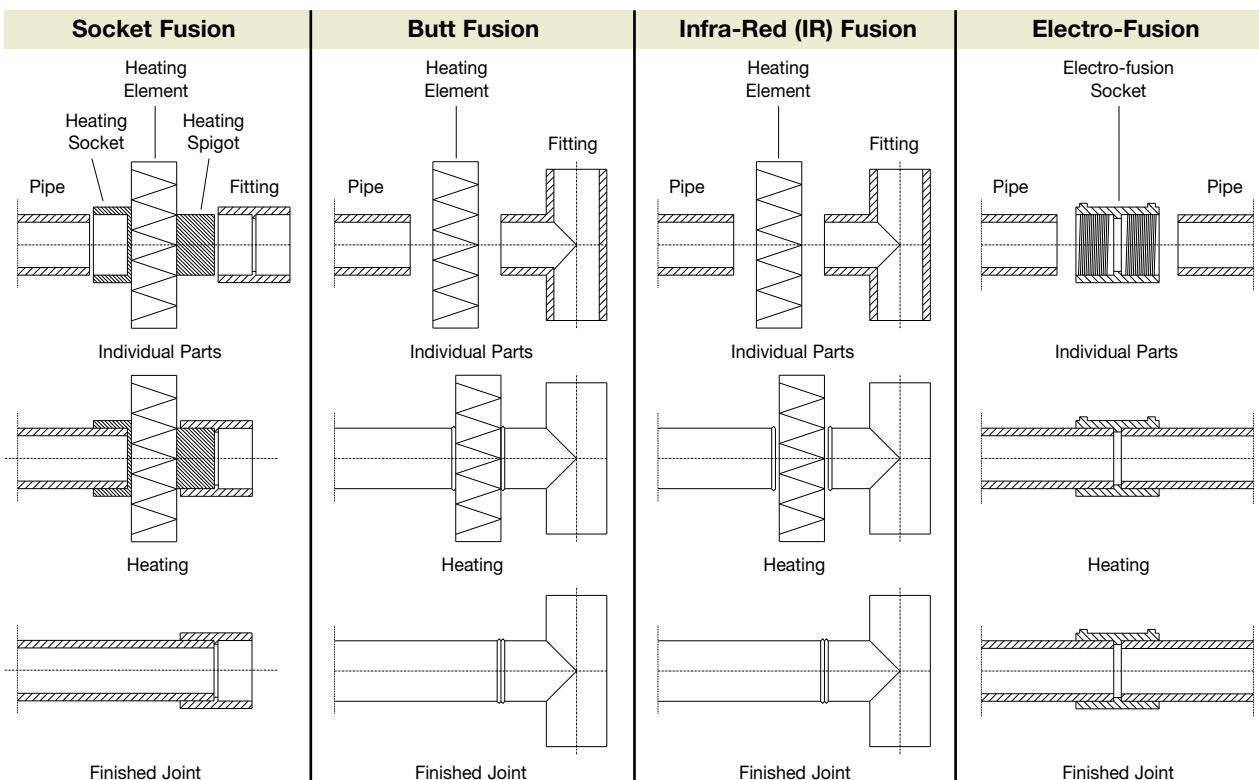 Socket Fusion
Heating
Element
Heating
Socket
Heating
Spigot
Pipe
Fitting
Individual Parts
Heating
Finished Joint
Butt Fusion
Heating
Element
Fitting
Pipe
Individual Parts
Heating
Finished Joint
Infra-Red (IR) Fusion
Heating
Element
Fitting
Pipe
Individual Parts
Heating
Finished Joint
Electro-Fusion
Electro-fusion
Socket
Pipe
Pipe
Individual Parts
Heating
Finished Joint